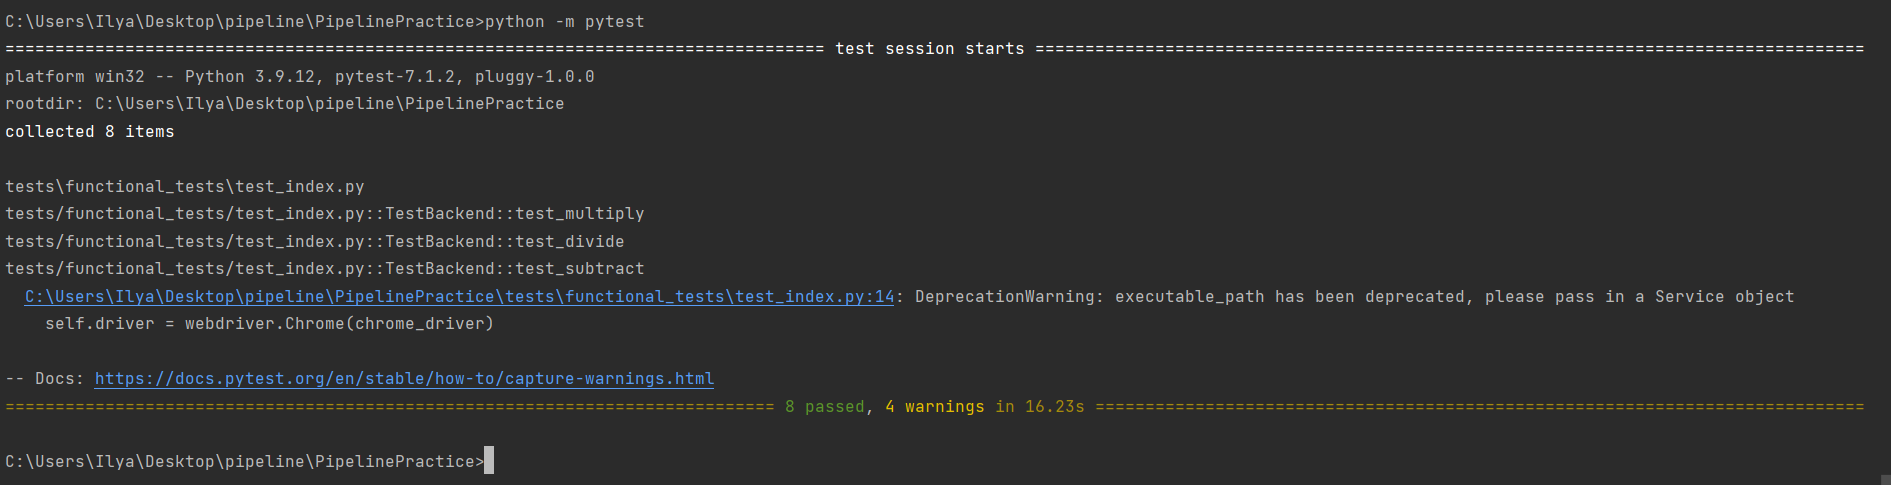 C:\Users\Ilya\Desktop\pipeline\PipelinePractice>python -m pytest
================================================================================== test session starts ===================================================================================
platform win32 -- Python 3.9.12, pytest-7.1.2, pluggy-1.0.0
rootdir: C:\Users\Ilya\Desktop\pipeline\PipelinePractice
collected 8 items
tests\functional_tests\test_index.py
tests/functional_tests/test_index.py::TestBackend::test_multiply
tests/functional_tests/test_index.py::TestBackend::test_divide
tests/functional_tests/test_index.py::TestBackend::test_subtract
  C:\Users\Ilya\Desktop\pipeline\PipelinePractice\tests\functional_tests\test_index.py:14: DeprecationWarning: executable_path has been deprecated, please pass in a Service object
    self.driver = webdriver.Chrome(chrome_driver)
-- Docs: https://docs.pytest.org/en/stable/how-to/capture-warnings.html
============================================================================= 8 passed, 4 warnings in 16.23s =============================================================================
C:\Users\Ilya\Desktop\pipeline\PipelinePractice>